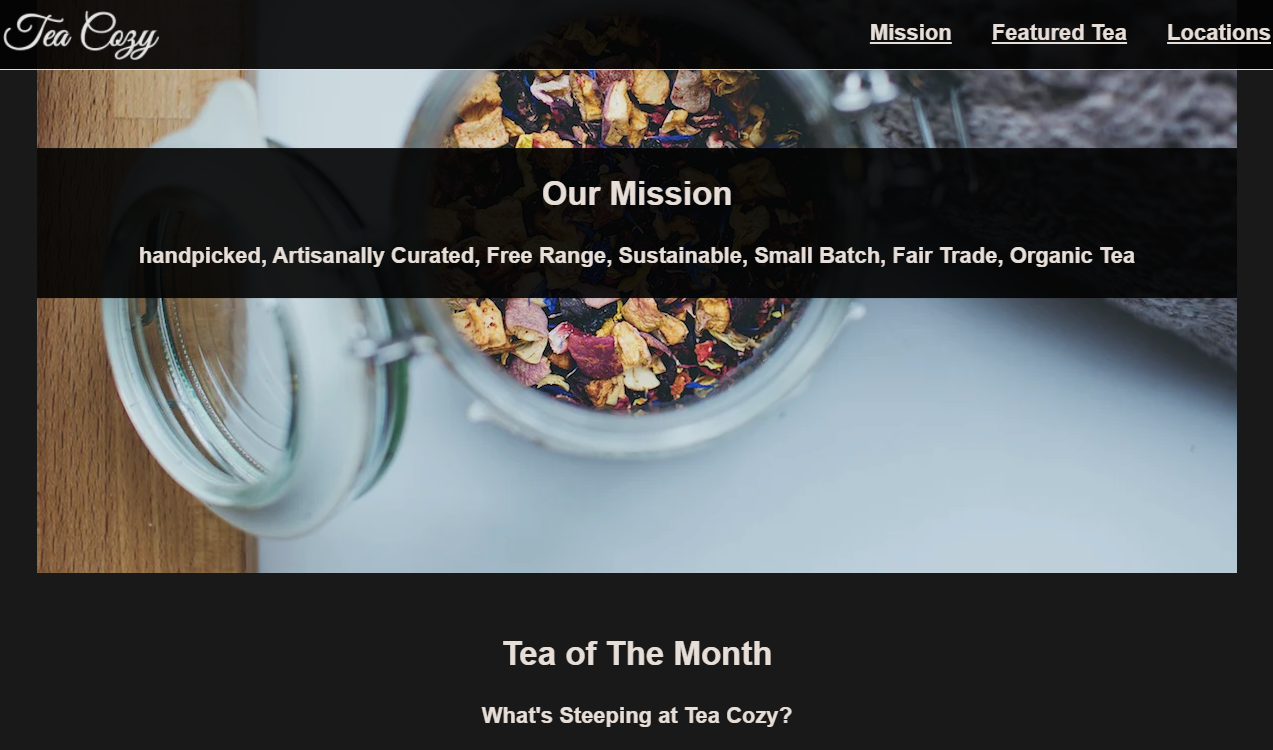 Tea Cozy
Mission Featured Tea Locations
Our Mission
handpicked, Artisanally Curated, Free Range, Sustainable, Small Batch, Fair Trade, Organic Tea
Tea of The Month
What's Steeping at Tea Cozy?